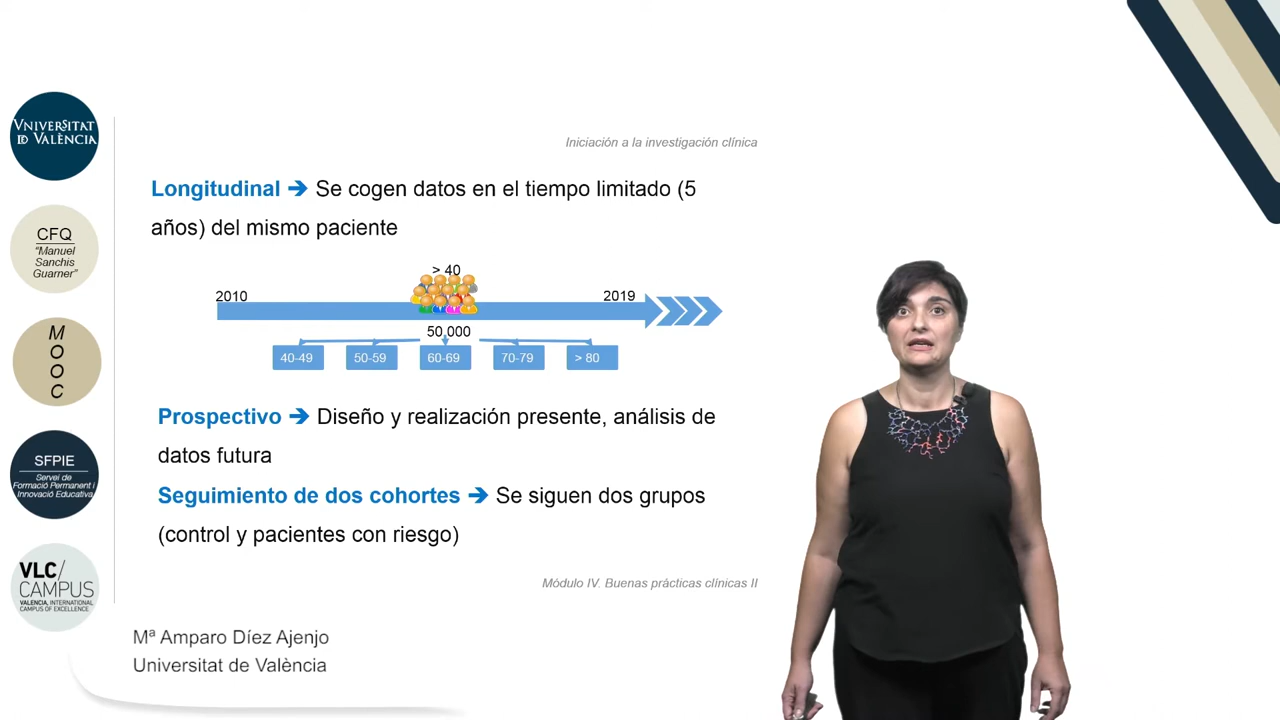 VNIVERSITAT
DÕ VALÈNCIA
CFQ
“Manuel
Sanchis
Guarner”
M
O
O
C
SFPIE
Servei de
Formació Permanent i
Innovació Educativa
VLC/
CAMPUS
VALENCIA, INTERNATIONAL
CAMPUS OF EXCELLENCE
Iniciación a la investigación clínica
Longitudinal ➔ Se cogen datos en el tiempo limitado (5
años) del mismo paciente
> 40
2010
2019
50,000
40-49
50-59
60-69
70-79
> 80
Prospectivo ➔ Diseño y realización presente, análisis de
datos futura
Seguimiento de dos cohortes ➔ Se siguen dos grupos
(control y pacientes con riesgo)
Módulo IV. Buenas prácticas clínicas II
Mª Amparo Díez Ajenjo
Universitat de València